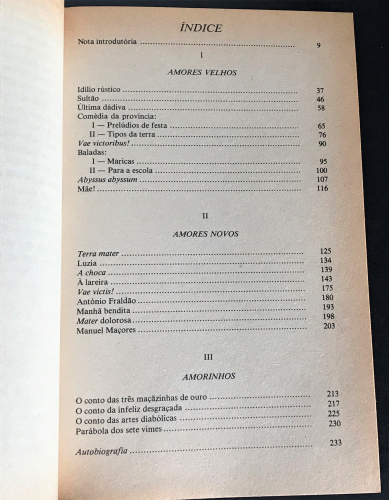 ÍNDICE
Nota introdutória ........ 9
I
AMORES VELHOS
Idílio rústico ........ 37
Sultão ........ 46
Última dádiva ........ 58
Comédia da província:
I — Prelúdios de festa ........ 65
II — Tipos da terra ........ 76
Vae victoribus! ........ 90
Baladas:
I — Maricas ........ 95
II — Para a escola ........ 100
Abyssus abyssum ........ 107
Mãe! ........ 116
II
AMORES NOVOS
Terra mater ........ 125
Luzia ........ 134
A choca ........ 139
À lareira ........ 143
Vae victis! ........ 175
António Fraldão ........ 180
Manhã bendita ........ 193
Mater dolorosa ........ 198
Manuel Maçores ........ 203
III
AMORINHOS
O conto das três maçãzinhas de ouro ........ 213
O conto da infeliz desgraçada ........ 217
O conto das artes diabólicas ........ 225
Parábola dos sete vimes ........ 230
Autobiografia ........ 233